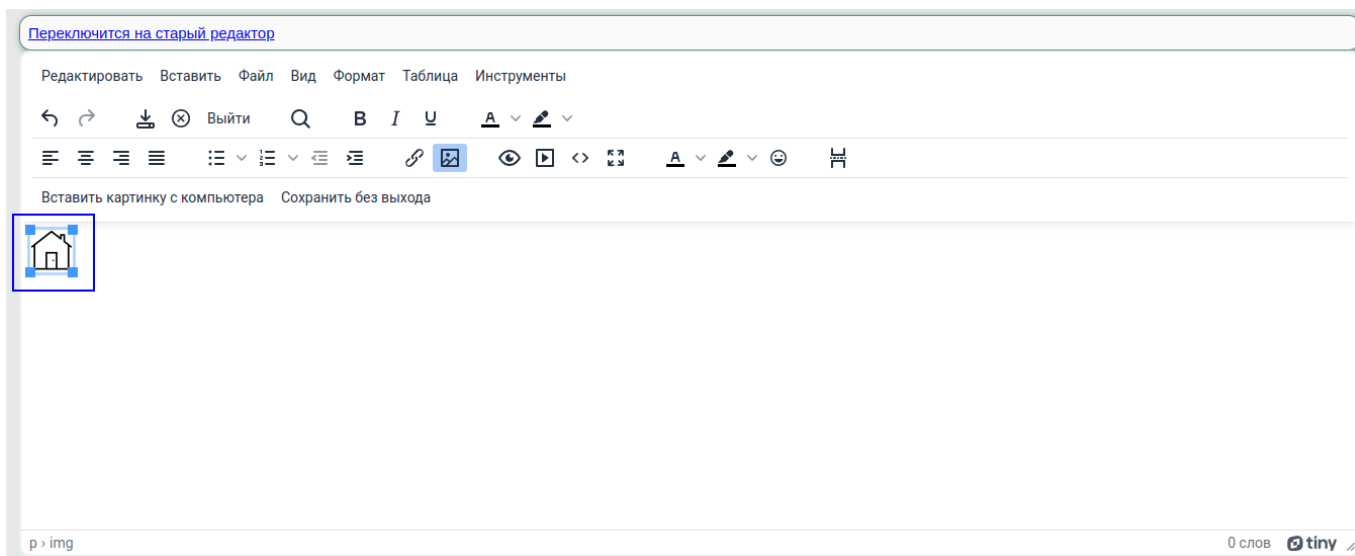 Переключится на старый редактор
Редактировать Вставить Файл Вид Формат Таблица Инструменты
Выйти B I U A
A
Вставить картинку с компьютера Сохранить без выхода
p › img 0 слов tiny